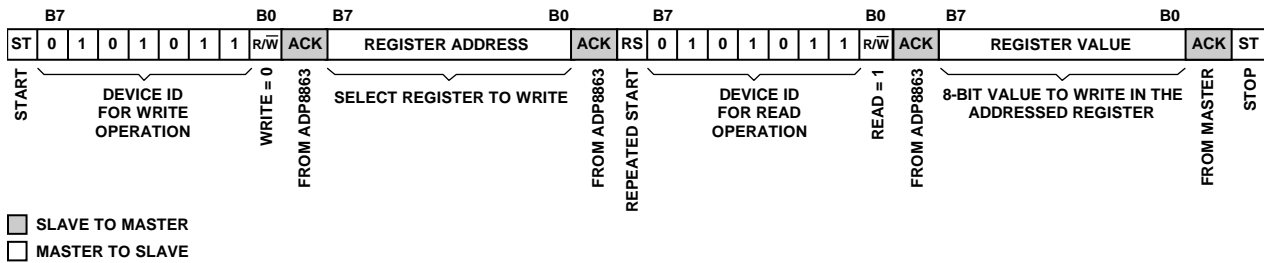 B7 B0 B7 B0 B7 B0
ST 0 1 0 1 0 1 1 R/W̅ ACK REGISTER ADDRESS ACK RS 0 1 0 1 0 1 1 R/W̅ ACK REGISTER VALUE ACK ST
START
DEVICE ID
FOR WRITE
OPERATION
WRITE = 0
FROM ADP8863
SELECT REGISTER TO WRITE
FROM ADP8863
REPEATED START
DEVICE ID
FOR READ
OPERATION
READ = 1
FROM ADP8863
8-BIT VALUE TO WRITE IN THE
ADDRESSED REGISTER
FROM MASTER
STOP
SLAVE TO MASTER
MASTER TO SLAVE